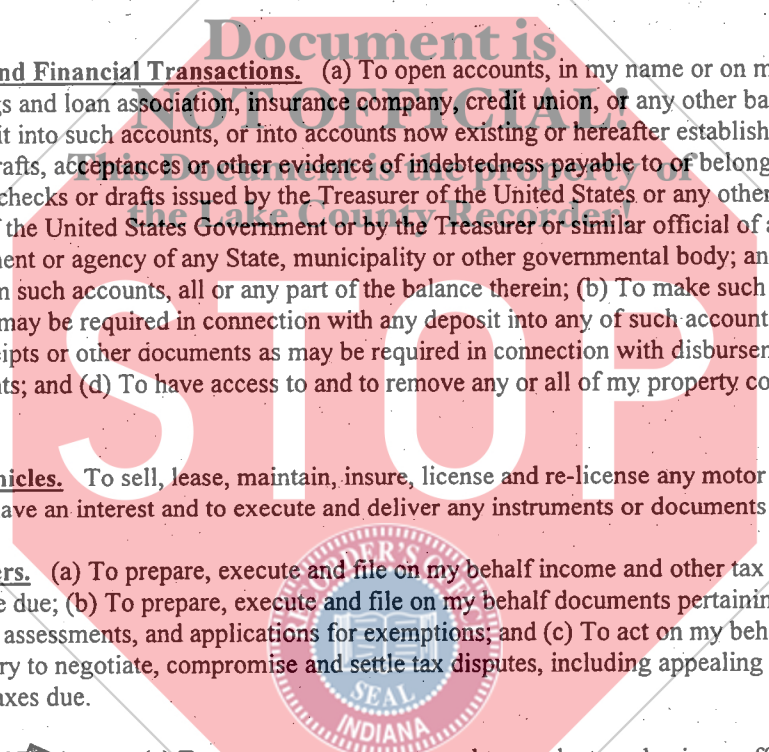 Document is
nd Financial Transactions. (a) To open accounts, in my name or on m
NOT OFFICIAL!
s and loan association, insurance company, credit union, or any other ba
it into such accounts, or into accounts now existing or hereafter establish
This Document is the property of
rafts, acceptances or other evidence of indebtedness payable to or belong
checks or drafts issued by the Treasurer of the United States or any other
the Lake County Recorder!
f the United States Government or by the Treasurer or similar official of a
ent or agency of any State, municipality or other governmental body; an
n such accounts, all or any part of the balance therein; (b) To make such
may be required in connection with any deposit into any of such account
ipts or other documents as may be required in connection with disbursen
ts; and (d) To have access to and to remove any or all of my property co
STOP
nicles. To sell, lease, maintain, insure, license and re-license any motor
ave an interest and to execute and deliver any instruments or documents
ers. (a) To prepare, execute and file on my behalf income and other tax
e due; (b) To prepare, execute and file on my behalf documents pertainin
assessments, and applications for exemptions; and (c) To act on my beh
ry to negotiate, compromise and settle tax disputes, including appealing
axes due.
SEAL
INDIANA